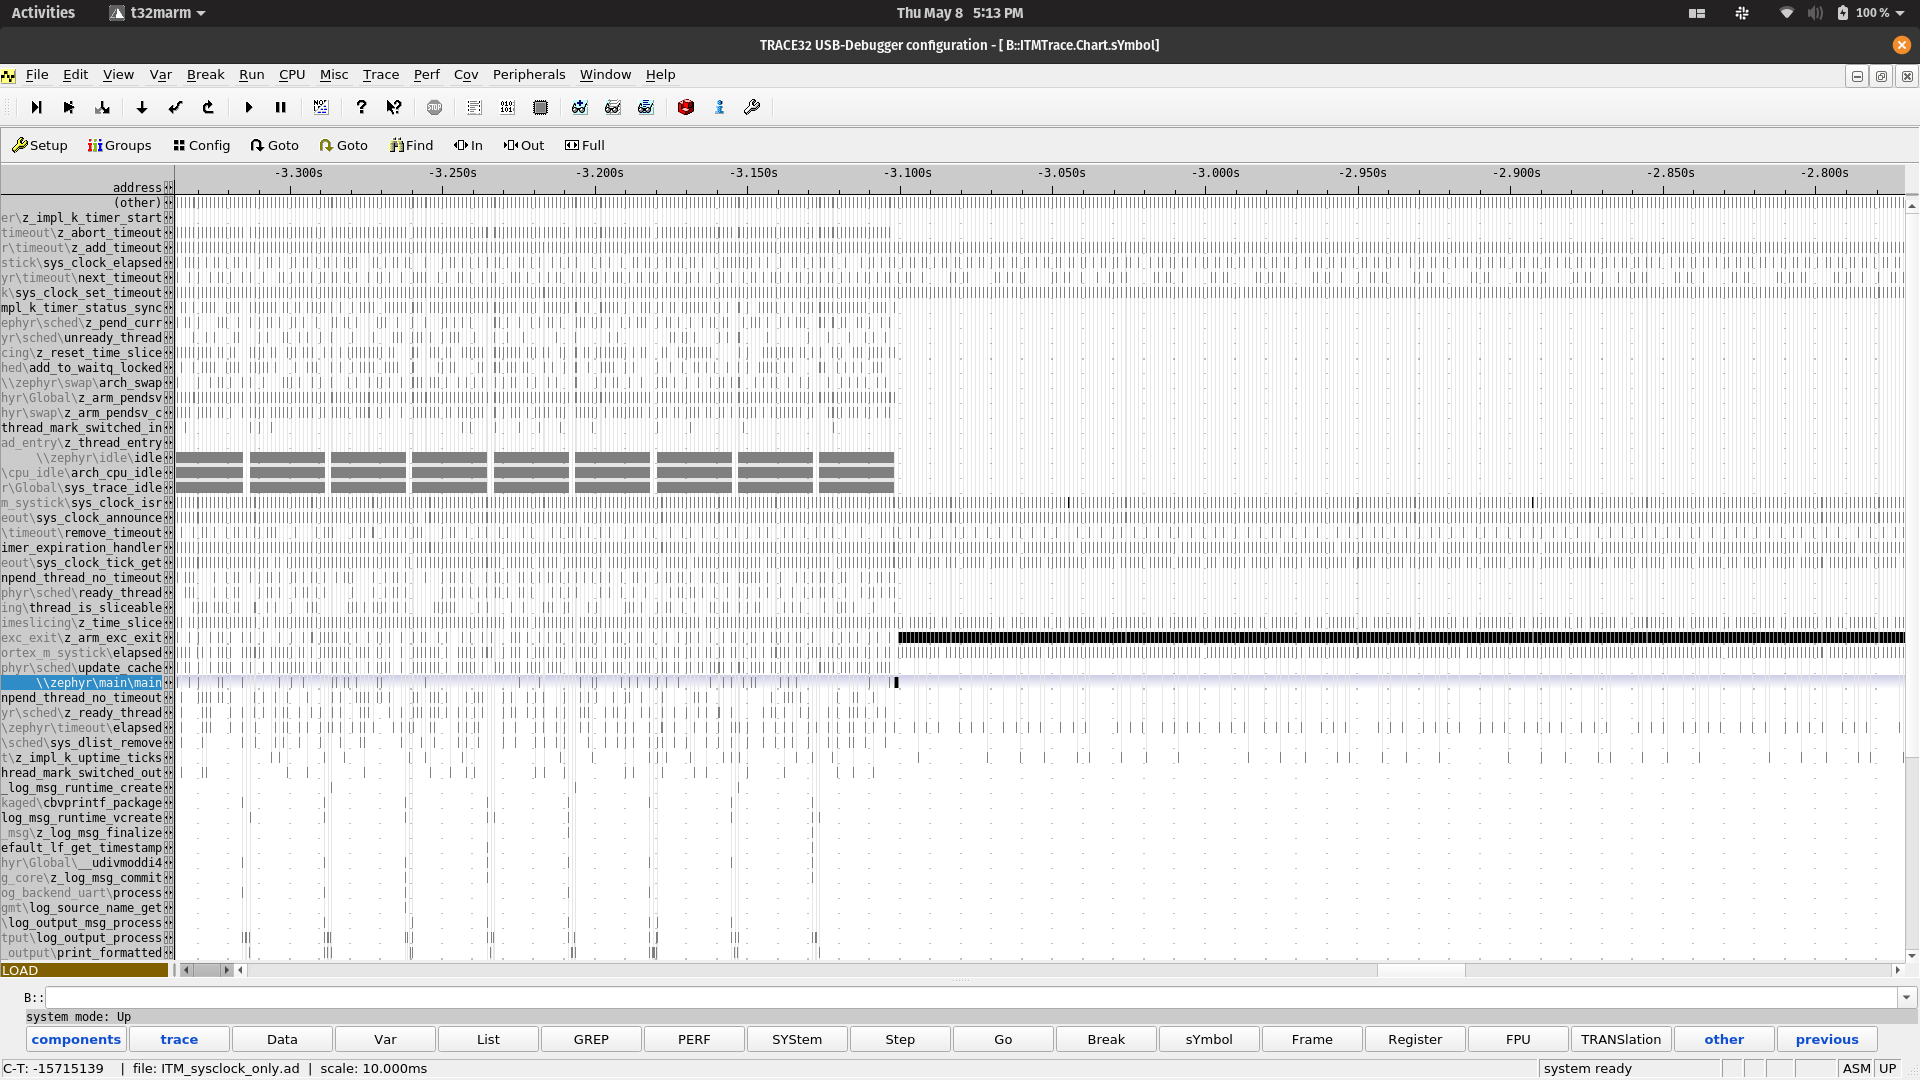 Activities t32marm Thu May 8 5:13 PM 100 %
TRACE32 USB-Debugger configuration - [ B::ITMTrace.Chart.sYmbol]
File Edit View Var Break Run CPU Misc Trace Perf Cov Peripherals Window Help
Setup Groups Config Goto Goto Find In Out Full
-3.300s -3.250s -3.200s -3.150s -3.100s -3.050s -3.000s -2.950s -2.900s -2.850s -2.800s
address
(other)
er\z_impl_k_timer_start
timeout\z_abort_timeout
r\timeout\z_add_timeout
stick\sys_clock_elapsed
yr\timeout\next_timeout
k\sys_clock_set_timeout
mpl_k_timer_status_sync
ephyr\sched\z_pend_curr
yr\sched\unready_thread
cing\z_reset_time_slice
hed\add_to_waitq_locked
\\zephyr\swap\arch_swap
hyr\Global\z_arm_pendsv
hyr\swap\z_arm_pendsv_c
thread_mark_switched_in
ad_entry\z_thread_entry
\\zephyr\idle\idle
\cpu_idle\arch_cpu_idle
r\Global\sys_trace_idle
m_systick\sys_clock_isr
eout\sys_clock_announce
\timeout\remove_timeout
imer_expiration_handler
eout\sys_clock_tick_get
npend_thread_no_timeout
phyr\sched\ready_thread
ing\thread_is_sliceable
imeslicing\z_time_slice
exc_exit\z_arm_exc_exit
ortex_m_systick\elapsed
phyr\sched\update_cache
\\zephyr\main\main
npend_thread_no_timeout
yr\sched\z_ready_thread
\zephyr\timeout\elapsed
\sched\sys_dlist_remove
t\z_impl_k_uptime_ticks
hread_mark_switched_out
_log_msg_runtime_create
kaged\cbvprintf_package
log_msg_runtime_vcreate
_msg\z_log_msg_finalize
efault_lf_get_timestamp
hyr\Global\__udivmoddi4
g_core\z_log_msg_commit
og_backend_uart\process
gmt\log_source_name_get
\log_output_msg_process
tput\log_output_process
_output\print_formatted
LOAD
B::
system mode: Up
components trace Data Var List GREP PERF SYStem Step Go Break sYmbol Frame Register FPU TRANSlation other previous
C-T: -15715139 | file: ITM_sysclock_only.ad | scale: 10.000ms system ready ASM UP